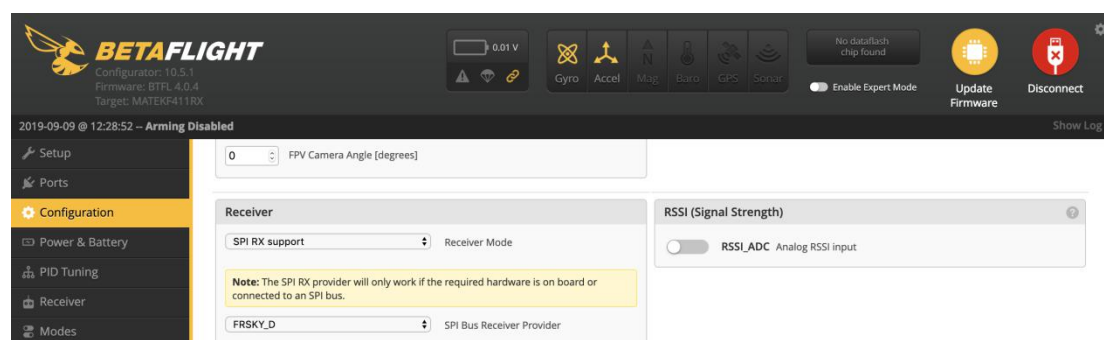 BETAFLIGHT
Configurator: 10.5.1
Firmware: BTFL 4.0.4
Target: MATEKF411RX
0.01 V
Gyro Accel Mag Baro GPS Sonar
No dataflash
chip found
Enable Expert Mode
Update
Firmware
Disconnect
2019-09-09 @ 12:28:52 -- Arming Disabled
Show Log
Setup
Ports
Configuration
Power & Battery
PID Tuning
Receiver
Modes
0 FPV Camera Angle [degrees]
Receiver
SPI RX support Receiver Mode
Note: The SPI RX provider will only work if the required hardware is on board or
connected to an SPI bus.
FRSKY_D SPI Bus Receiver Provider
RSSI (Signal Strength)
RSSI_ADC Analog RSSI input